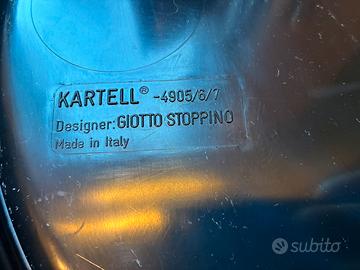 KARTELL® -4905/6/7
Designer: GIOTTO STOPPINO
Made in Italy
subito